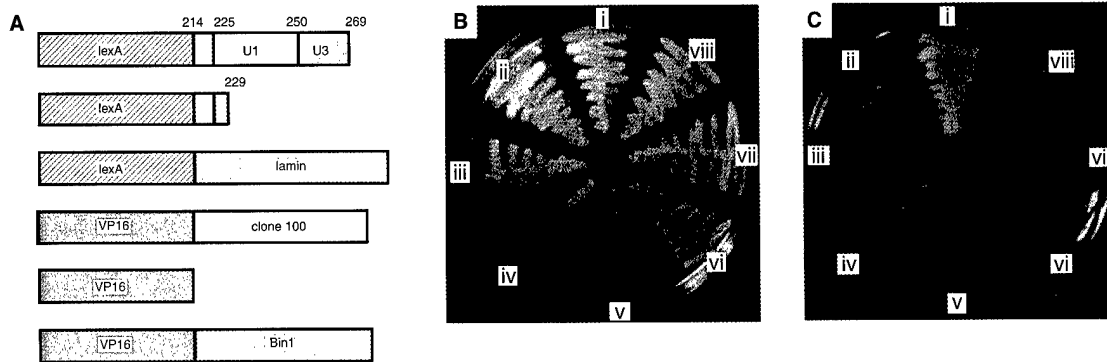 A
214 225 250 269
lexA U1 U3
229
lexA
lexA lamin
VP16 clone 100
VP16
VP16 Bin1
B
i
ii
viii
iii
vii
iv
vi
v
C
i
ii
viii
iii
vi
iv
vi
v